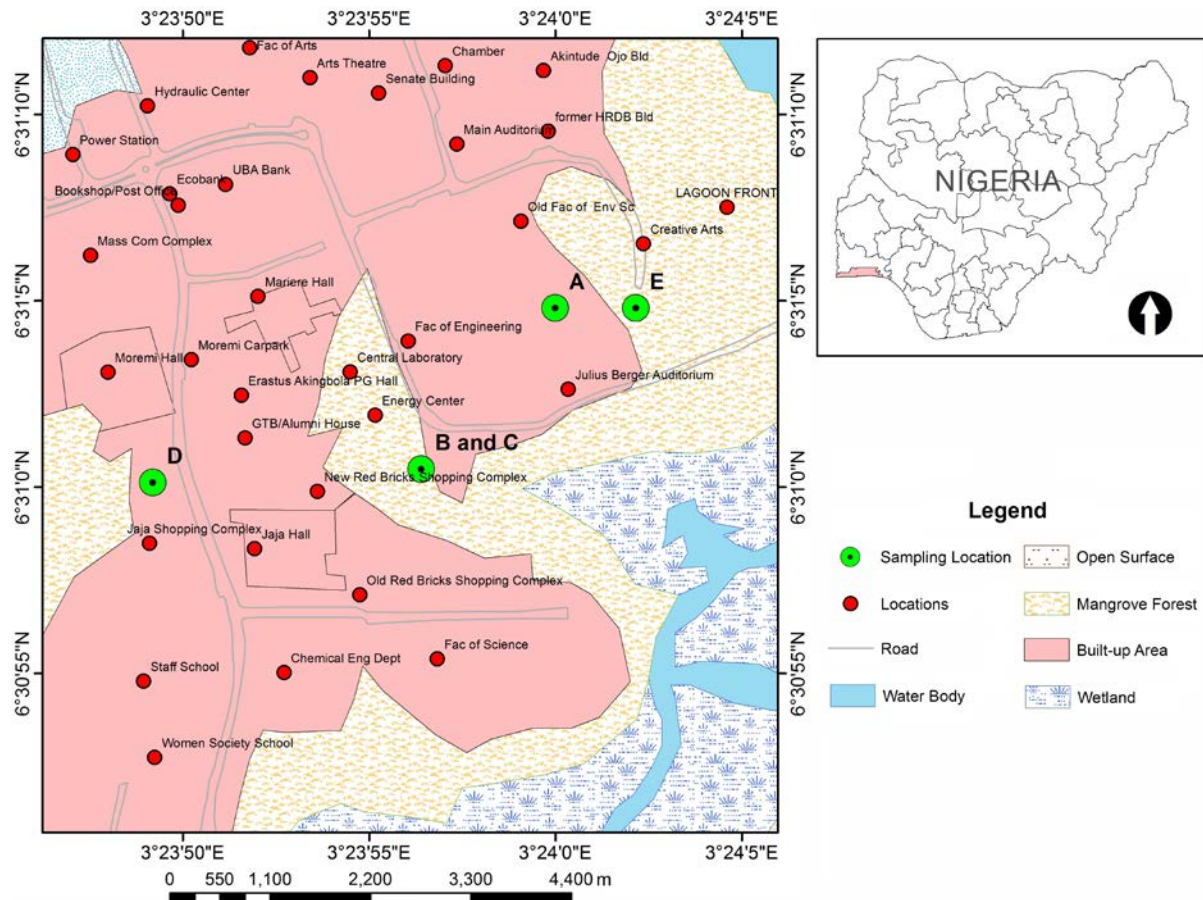 3°23'50"E
3°23'55"E
3°24'0"E
3°24'5"E
6°31'10"N
6°31'5"N
6°31'0"N
6°30'55"N
Fac of Arts
Chamber
Akintude Ojo Bld
Arts Theatre
Senate Building
Hydraulic Center
former HRDB Bld
Main Auditorium
Power Station
UBA Bank
Ecobank
Bookshop/Post Office
LAGOON FRONT
Old Fac of Env Sc
Creative Arts
Mass Com Complex
A
E
Mariere Hall
Fac of Engineering
Moremi Hall
Moremi Carpark
Central Laboratory
Erastus Akingbola PG Hall
Julius Berger Auditorium
Energy Center
GTB/Alumni House
B and C
D
New Red Bricks Shopping Complex
Jaja Shopping Complex
Jaja Hall
Old Red Bricks Shopping Complex
Fac of Science
Staff School
Chemical Eng Dept
Women Society School
6°31'10"N
6°31'5"N
6°31'0"N
6°30'55"N
3°23'50"E
3°23'55"E
3°24'0"E
3°24'5"E
0
550
1,100
2,200
3,300
4,400 m
NIGERIA
Legend
Sampling Location
Open Surface
Locations
Mangrove Forest
Road
Built-up Area
Water Body
Wetland